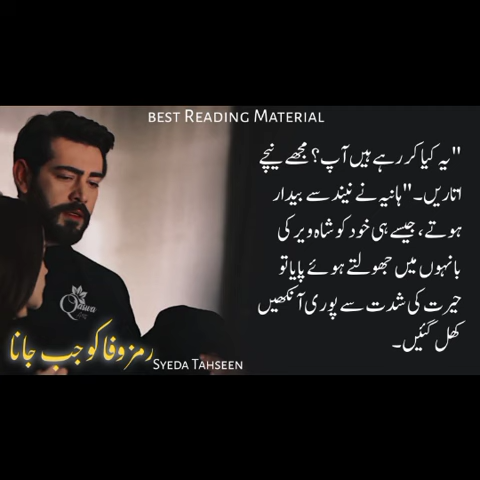 BEST READING MATERIAL
"یہ کیا کر رہے ہیں آپ؟ مجھے نیچے
اتاریں۔" ہانیہ نے نیند سے بیدار
ہوتے، جیسے ہی خود کو شاہ ویر کی
بانہوں میں جھولتے ہوئے پایا تو
حیرت کی شدت سے پوری آنکھیں
کھل گئیں۔
Qaiwa
رمز وفا کو جب جانا
SYEDA TAHSEEN